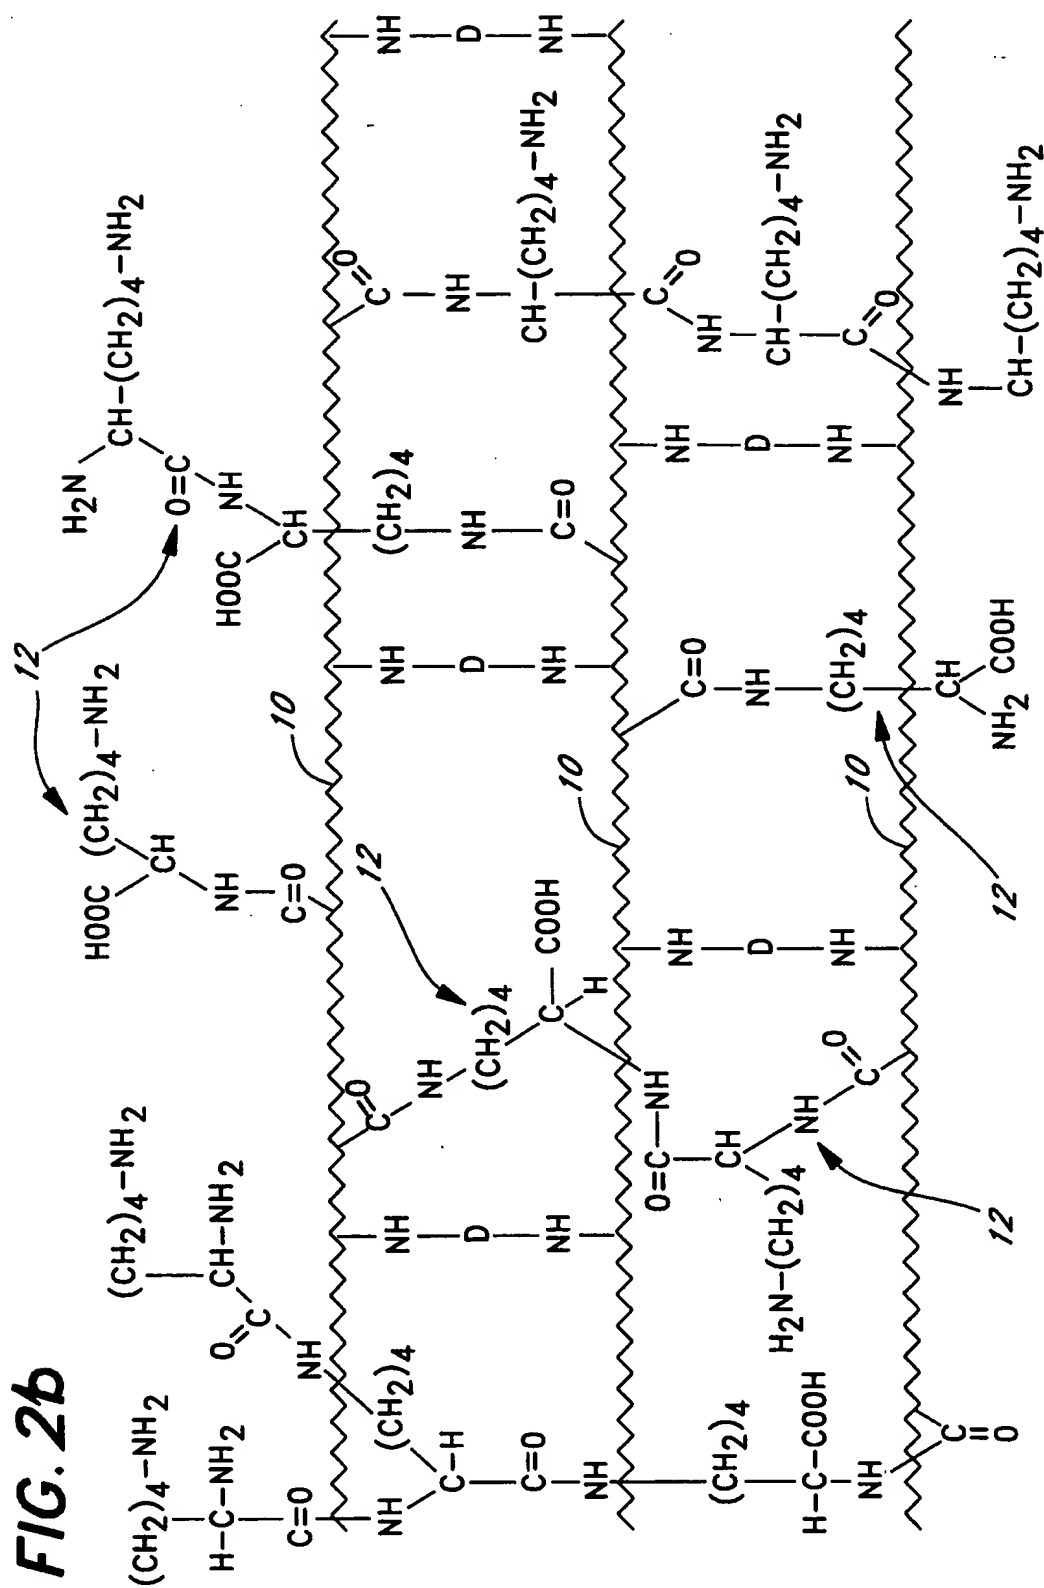 FIG. 2b
12
H2N
HOOC (CH2)4–NH2
CH–(CH2)4–NH2
(CH2)4–NH2
(CH2)4–NH2
CH
O=C
H–C–NH2
O
CH–NH2
NH
HOOC
NH
C
C=O
C=O
10
CH
NH
O
12
O
NH
(CH2)4
NH
C
NH
(CH2)4
C
NH
C–H
NH
NH
D
D
NH
D
(CH2)4
C=O
CH–(CH2)4–NH2
NH
C
COOH
NH
C=O
NH
10
NH
H
O=C
NH
C
O
NH
C=O
NH
NH
(CH2)4
CH
D
NH
D
CH–(CH2)4–NH2
H2N–(CH2)4
H–C–COOH
NH
O
C
NH
(CH2)4
NH
C
O
NH
10
C
CH
NH
O
12
12
NH2
COOH
CH–(CH2)4–NH2